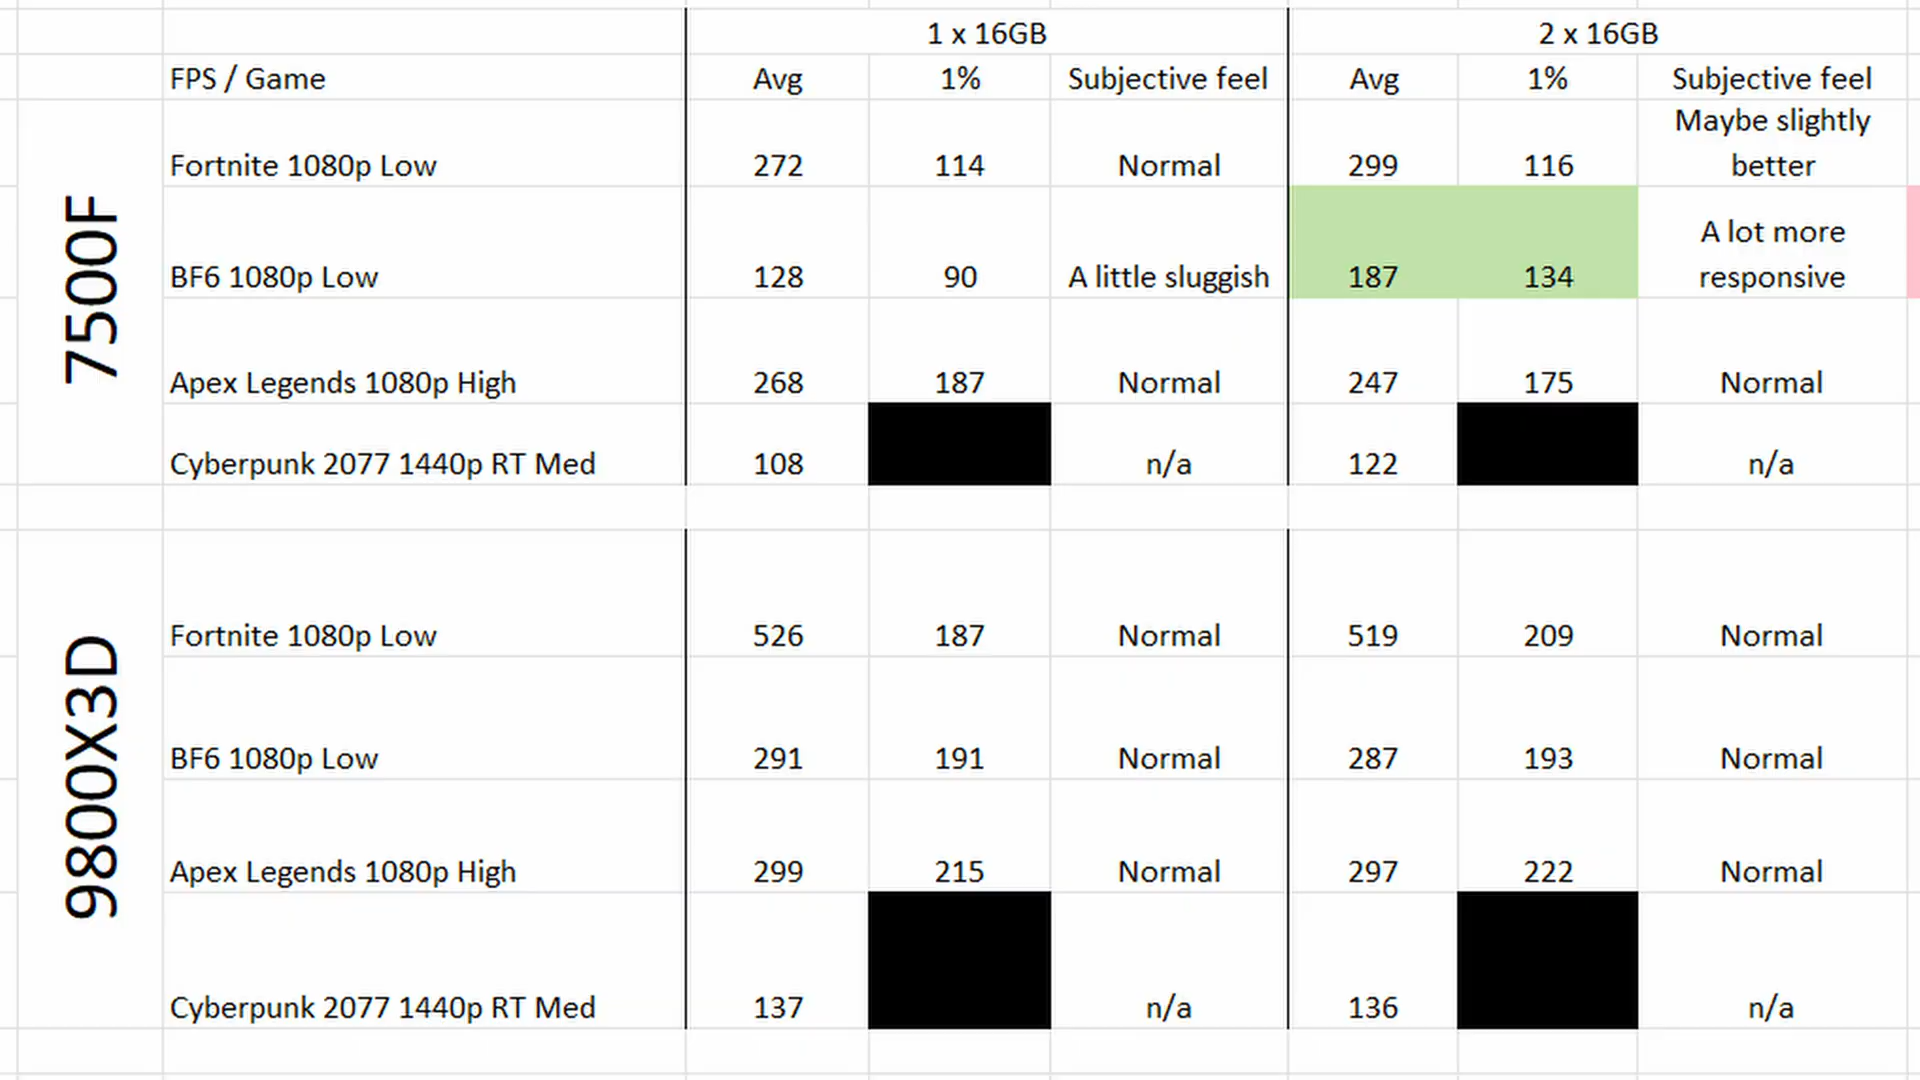 1 x 16GB 2 x 16GB
FPS / Game Avg 1% Subjective feel Avg 1% Subjective feel
7500F
Fortnite 1080p Low 272 114 Normal 299 116 Maybe slightly
better
BF6 1080p Low 128 90 A little sluggish 187 134 A lot more
responsive
Apex Legends 1080p High 268 187 Normal 247 175 Normal
Cyberpunk 2077 1440p RT Med 108 n/a 122 n/a
9800X3D
Fortnite 1080p Low 526 187 Normal 519 209 Normal
BF6 1080p Low 291 191 Normal 287 193 Normal
Apex Legends 1080p High 299 215 Normal 297 222 Normal
Cyberpunk 2077 1440p RT Med 137 n/a 136 n/a